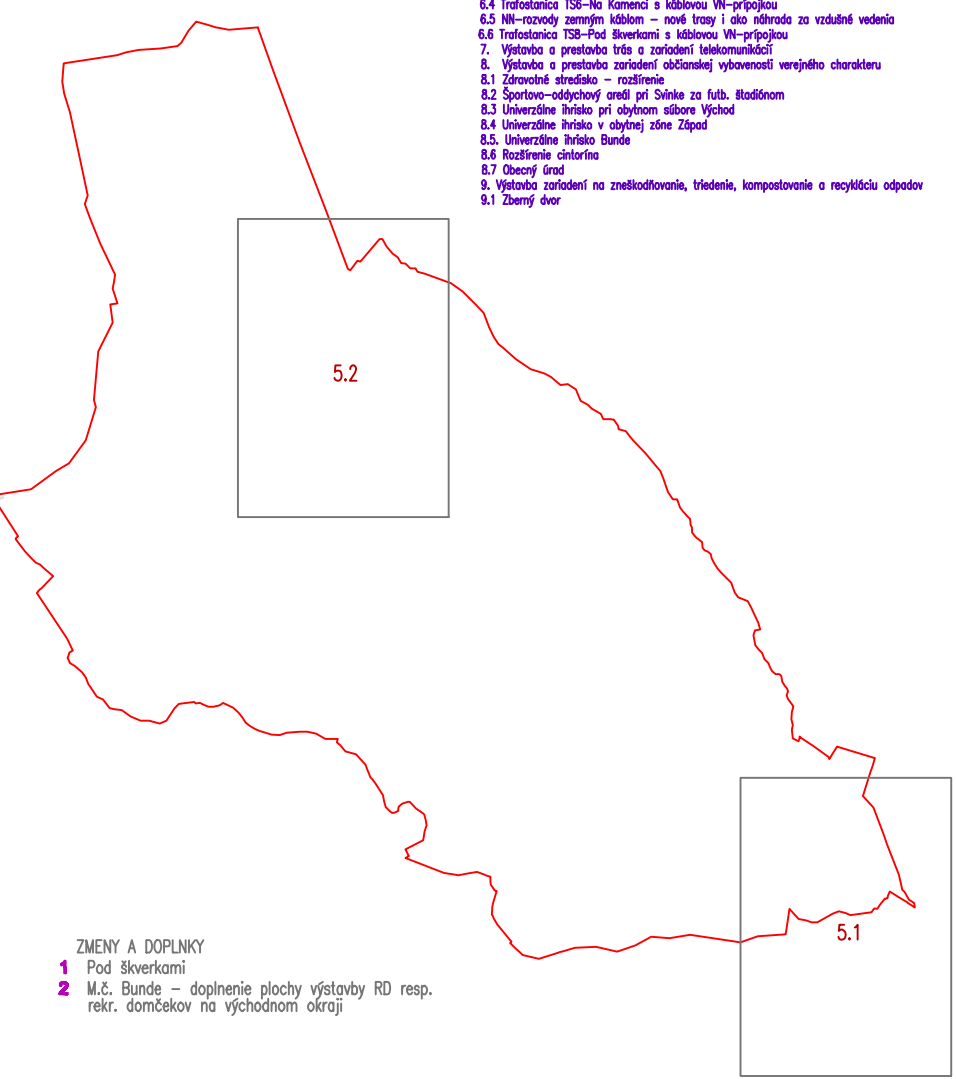 6.4 Trafostanica TS6-Na Kamenci s káblovou VN-prípojkou
6.5 NN-rozvody zemným káblom - nové trasy i ako náhrada za vzdušné vedenia
6.6 Trafostanica TS8-Pod škverkami s káblovou VN-prípojkou
7. Výstavba a prestavba trás a zariadení telekomunikácií
8. Výstavba a prestavba zariadení občianskej vybavenosti verejného charakteru
8.1 Zdravotné stredisko - rozšírenie
8.2 Športovo-oddychový areál pri Svinke za futb. štadiónom
8.3 Univerzálne ihrisko pri obytnom súbore Východ
8.4 Univerzálne ihrisko v obytnej zóne Západ
8.5. Univerzálne ihrisko Bunde
8.6 Rozšírenie cintorína
8.7 Obecný úrad
9. Výstavba zariadení na zneškodňovanie, triedenie, kompostovanie a recykláciu odpadov
9.1 Zberný dvor
5.2
5.1
ZMENY A DOPLNKY
1 Pod škverkami
2 M.č. Bunde - doplnenie plochy výstavby RD resp.
rekr. domčekov na východnom okraji